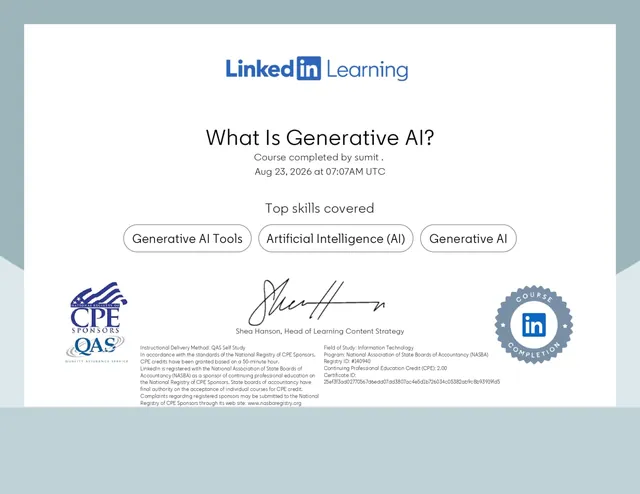 LinkedIn Learning
What Is Generative AI?
Course completed by sumit .
Aug 23, 2026 at 07:07AM UTC
Top skills covered
Generative AI Tools
Artificial Intelligence (AI)
Generative AI
Shea Hanson, Head of Learning Content Strategy
CPE
SPONSORS
QAS
QUALITY ASSURANCE SERVICE
Instructional Delivery Method: QAS Self Study
In accordance with the standards of the National Registry of CPE Sponsors,
CPE credits have been granted based on a 50-minute hour.
LinkedIn is registered with the National Association of State Boards of
Accountancy (NASBA) as a sponsor of continuing professional education on
the National Registry of CPE Sponsors. State boards of accountancy have
final authority on the acceptance of individual courses for CPE credit.
Complaints regarding registered sponsors may be submitted to the National
Registry of CPE Sponsors through its web site: www.nasbaregistry.org
Field of Study: Information Technology
Program: National Association of State Boards of Accountancy (NASBA)
Registry ID: #140940
Continuing Professional Education Credit (CPE): 2.00
Certificate ID:
COURSE
in
COMPLETION